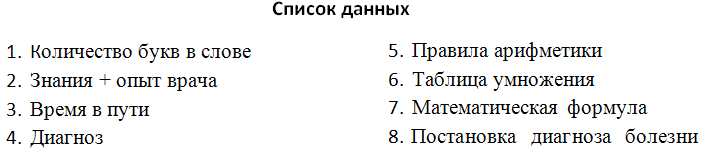 Список данных
1. Количество букв в слове
2. Знания + опыт врача
3. Время в пути
4. Диагноз
5. Правила арифметики
6. Таблица умножения
7. Математическая формула
8. Постановка диагноза болезни